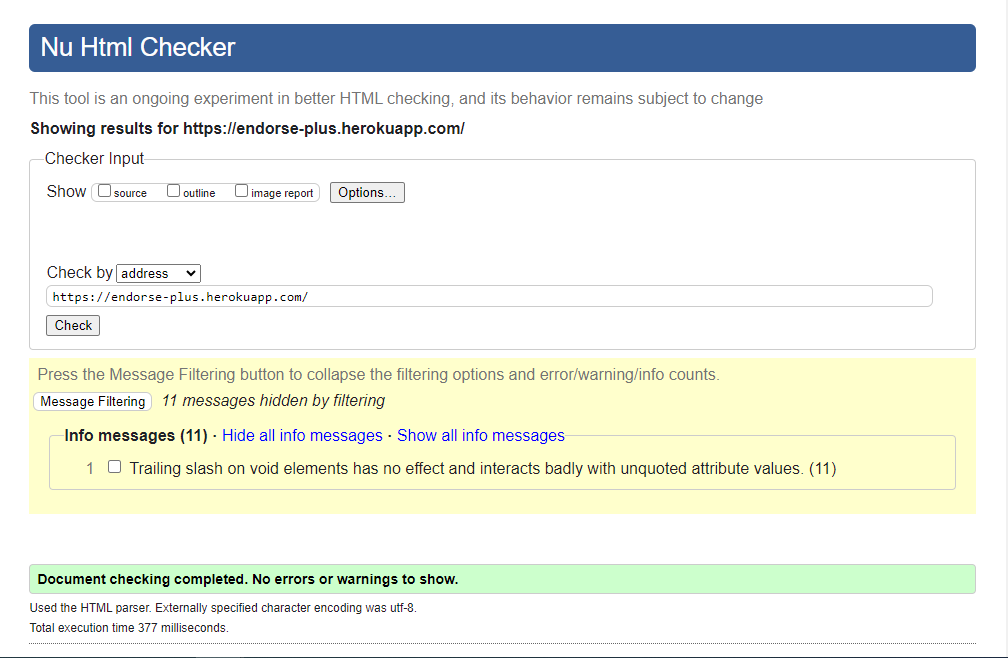 Nu Html Checker
This tool is an ongoing experiment in better HTML checking, and its behavior remains subject to change
Showing results for https://endorse-plus.herokuapp.com/
Checker Input
Show source outline image report Options...
Check by address
https://endorse-plus.herokuapp.com/
Check
Press the Message Filtering button to collapse the filtering options and error/warning/info counts.
Message Filtering 11 messages hidden by filtering
Info messages (11) · Hide all info messages · Show all info messages
1 Trailing slash on void elements has no effect and interacts badly with unquoted attribute values. (11)
Document checking completed. No errors or warnings to show.
Used the HTML parser. Externally specified character encoding was utf-8.
Total execution time 377 milliseconds.